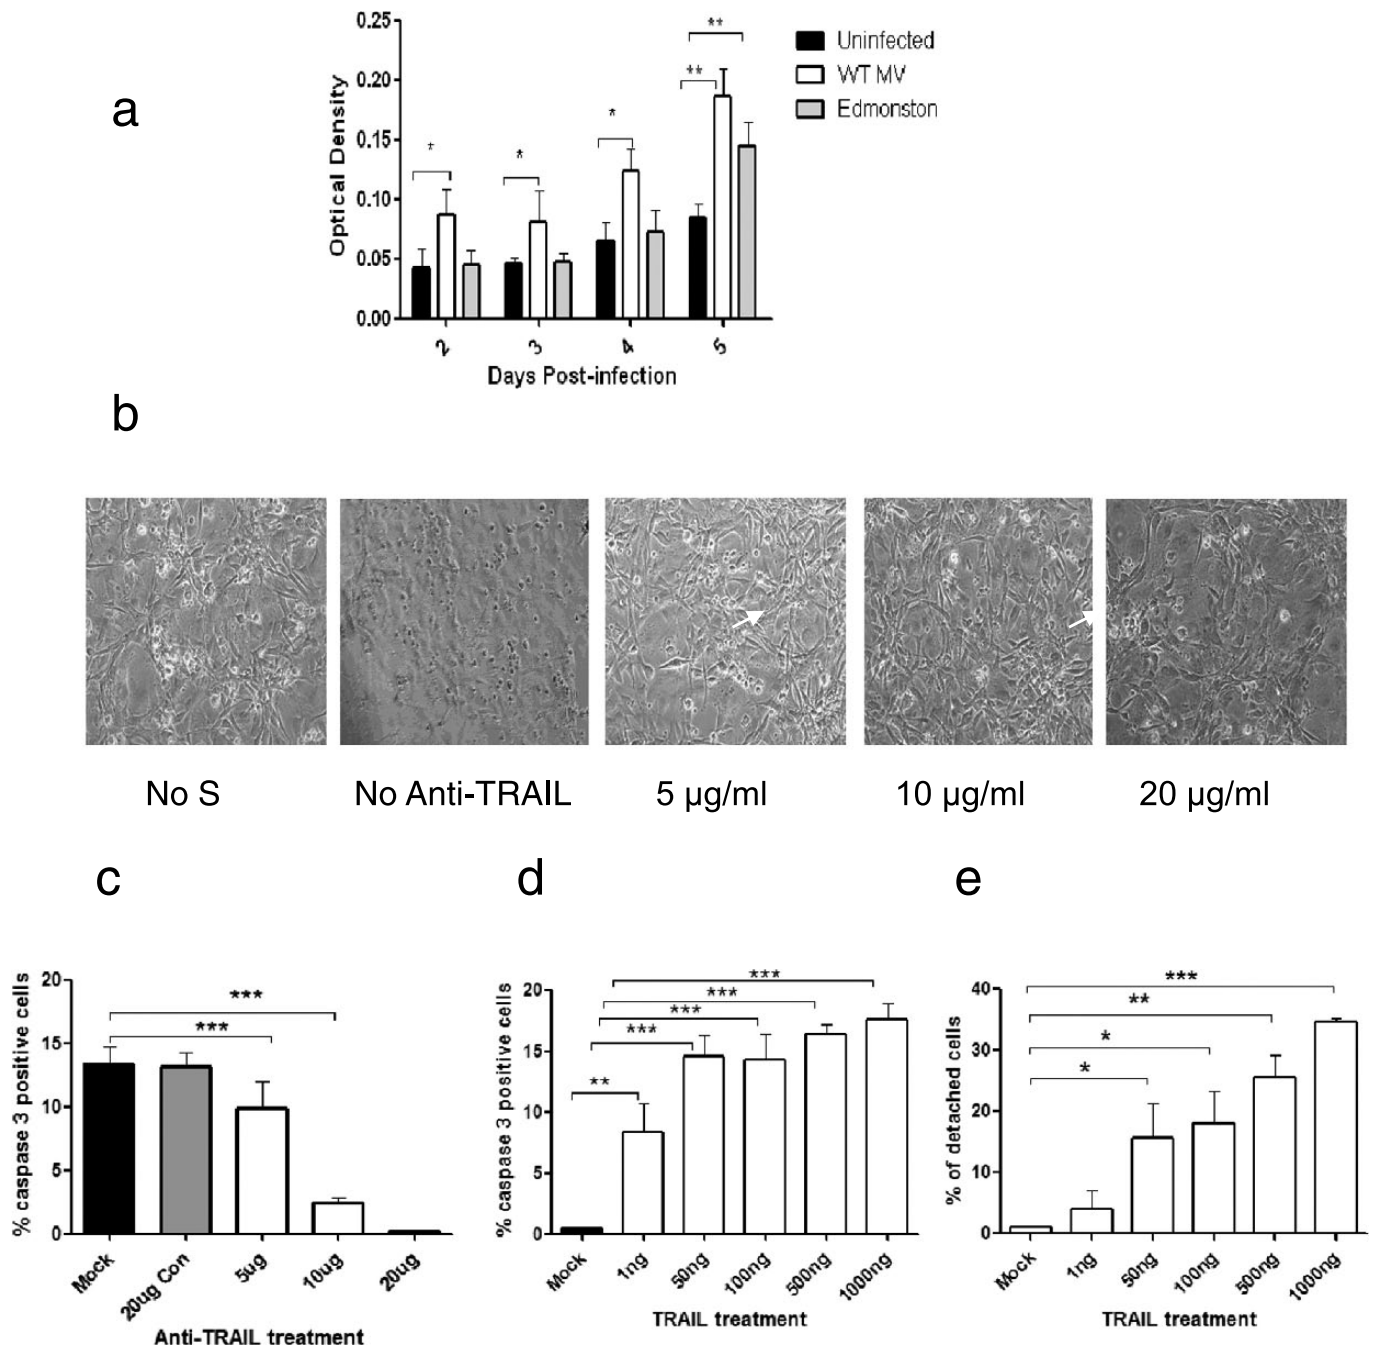 a
0.25
0.20
0.15
0.10
0.05
0.00
Optical Density
* * * ** **
Uninfected
WT MV
Edmonston
2 3 4 5
Days Post-infection
b
No S No Anti-TRAIL 5 µg/ml 10 µg/ml 20 µg/ml
c
20
15
10
5
0
% caspase 3 positive cells
***
***
Mock 20ug Con 5ug 10ug 20ug
Anti-TRAIL treatment
d
20
15
10
5
0
% caspase 3 positive cells
***
***
***
***
**
Mock 1ng 50ng 100ng 500ng 1000ng
TRAIL treatment
e
40
30
20
10
0
% of detached cells
***
**
*
*
Mock 1ng 50ng 100ng 500ng 1000ng
TRAIL treatment